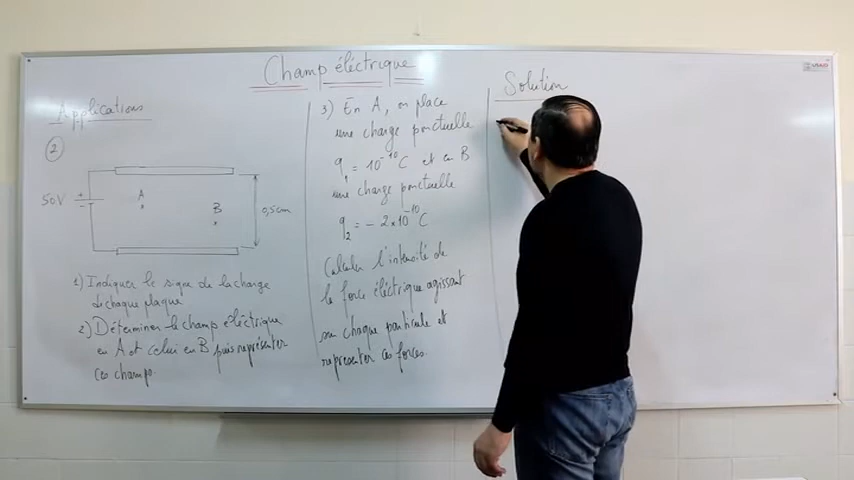 Champ électrique
Applications
2
50V
+
-
A
B
0,5cm
1) Indiquer le signe de la charge
de chaque plaque
2) Déterminer le champ électrique
en A et celui en B puis représenter
ces champs.
3) En A, on place
une charge ponctuelle
q₁ = 10⁻¹⁰ C et en B
une charge ponctuelle
q₂ = - 2×10⁻¹⁰ C
Calculer l'intensité de
la force électrique agissant
sur chaque particule et
représenter ces forces.
Solution
USAID